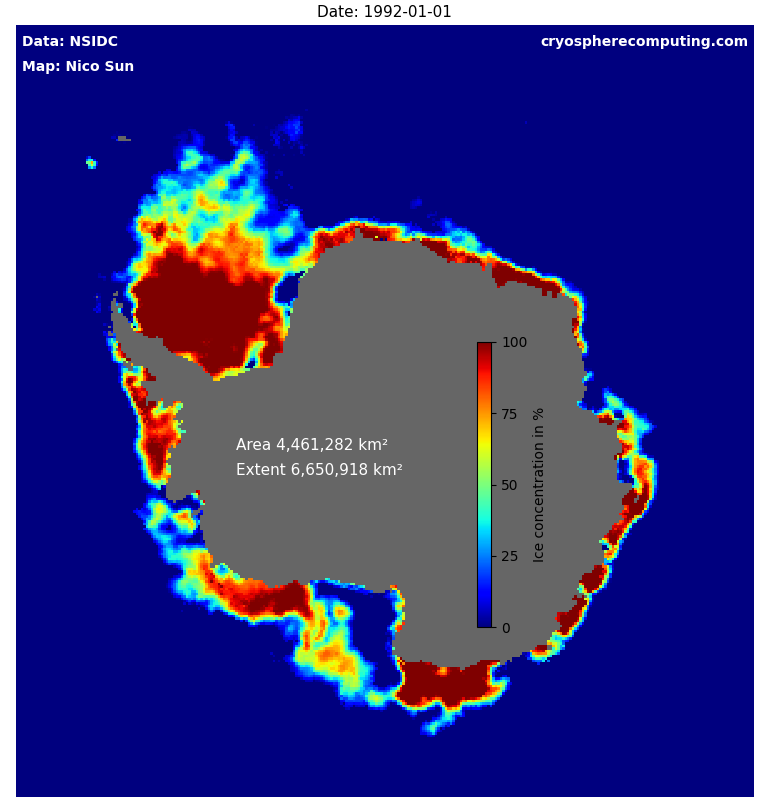 Date: 1992-01-01
Data: NSIDC
cryospherecomputing.com
Map: Nico Sun
100
75
50
25
0
Ice concentration in %
Area 4,461,282 km²
Extent 6,650,918 km²